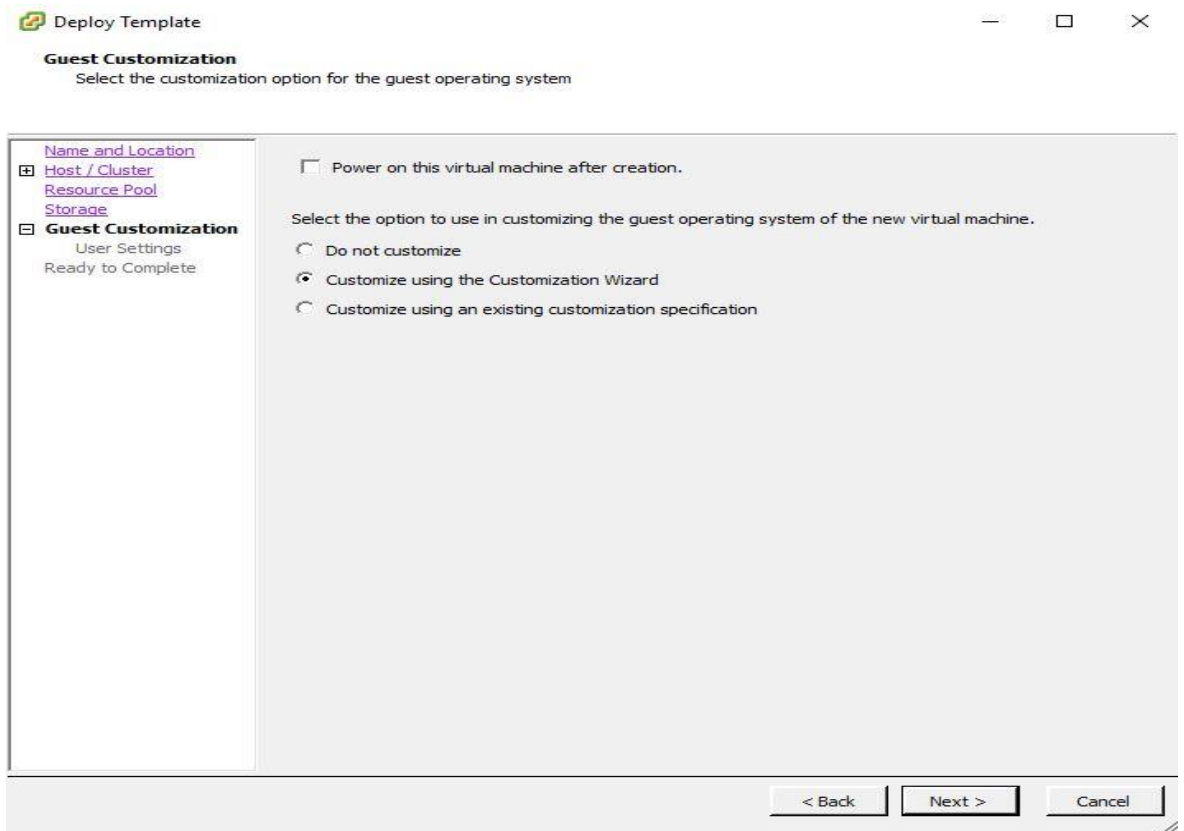 Deploy Template
Guest Customization
Select the customization option for the guest operating system
Name and Location
Host / Cluster
Resource Pool
Storage
Guest Customization
User Settings
Ready to Complete
Power on this virtual machine after creation.
Select the option to use in customizing the guest operating system of the new virtual machine.
Do not customize
Customize using the Customization Wizard
Customize using an existing customization specification
< Back
Next >
Cancel